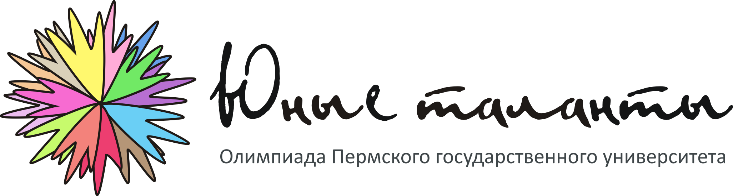 Юные таланты
Олимпиада Пермского государственного университета